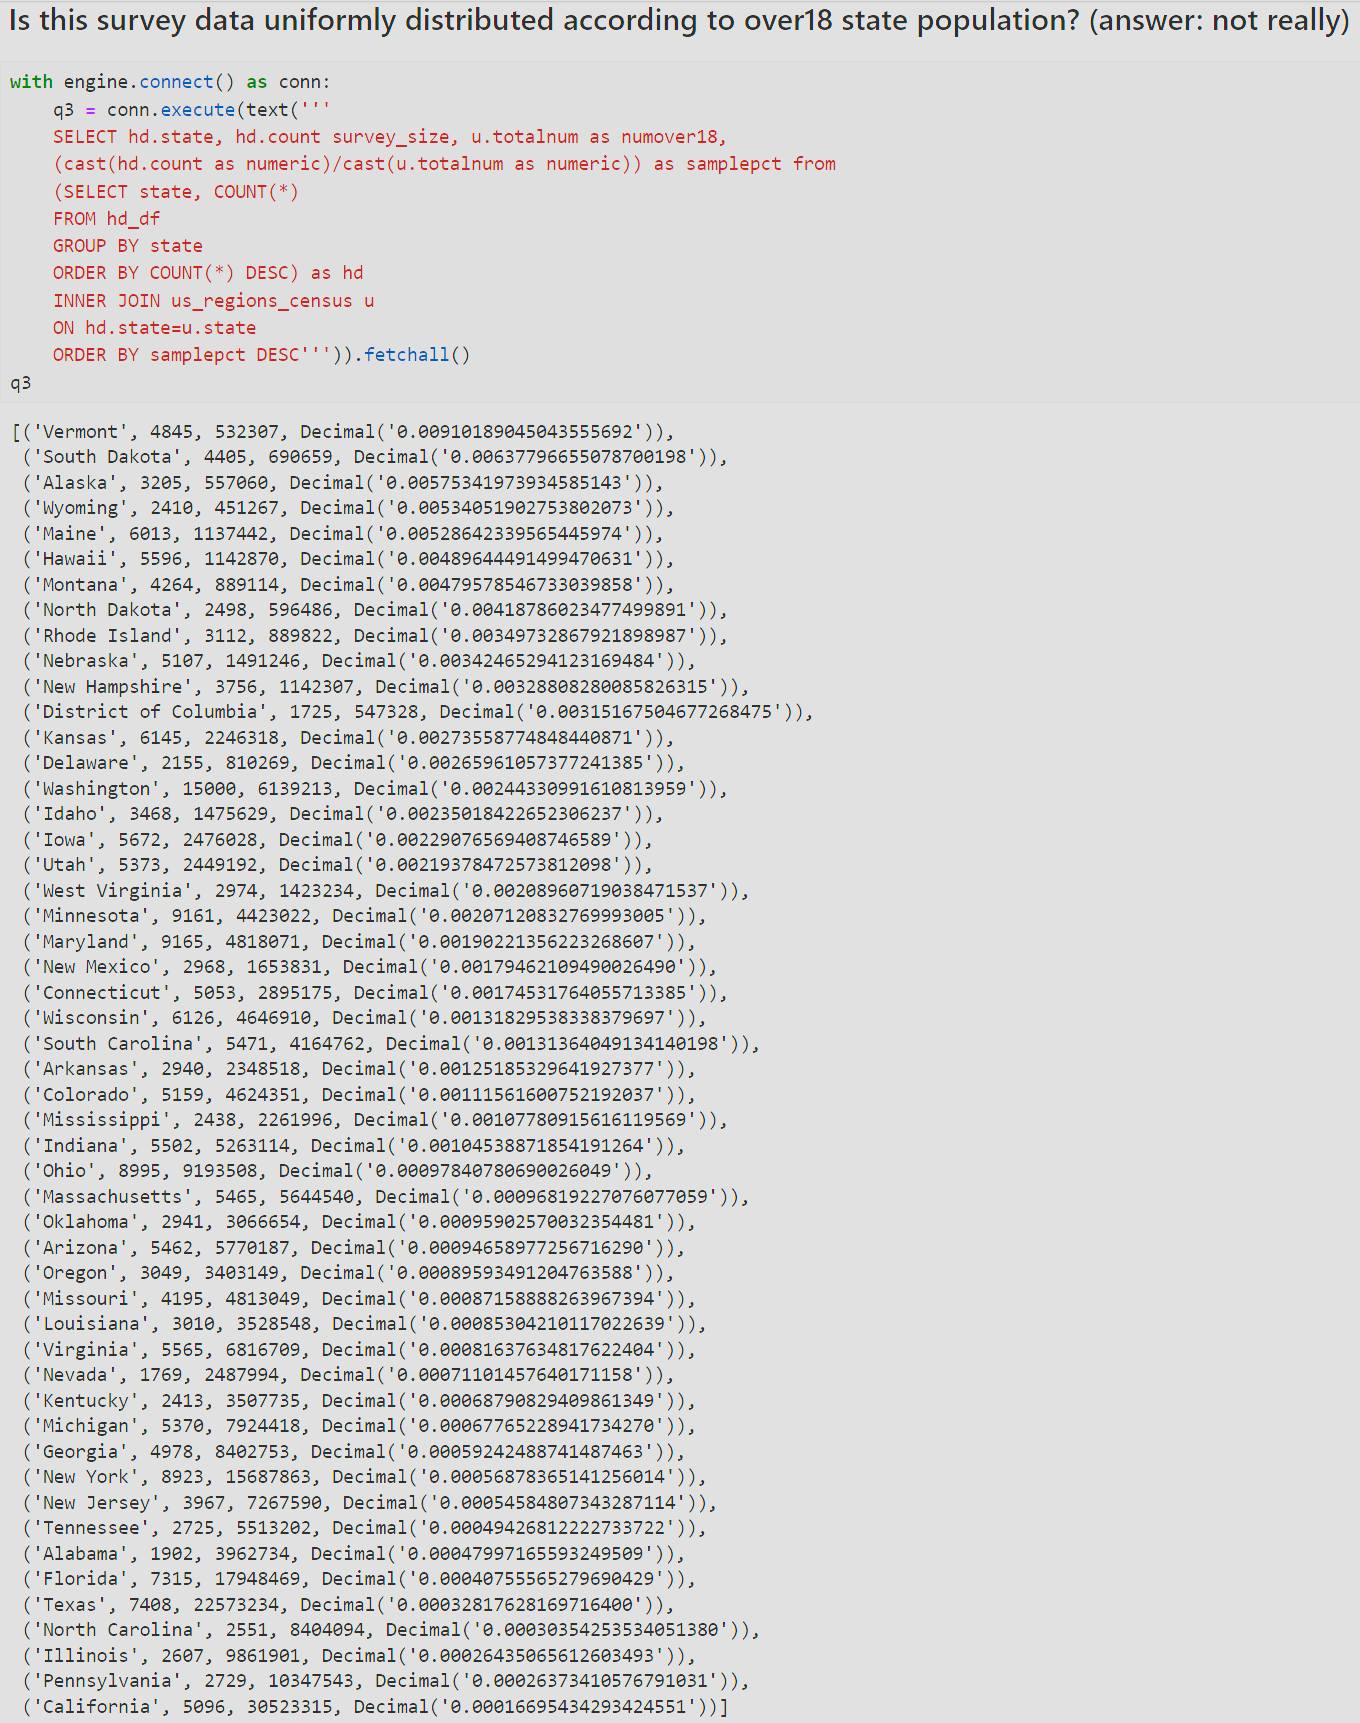 Is this survey data uniformly distributed according to over18 state population? (answer: not really)
with engine.connect() as conn:
    q3 = conn.execute(text('''
    SELECT hd.state, hd.count survey_size, u.totalnum as numover18,
    (cast(hd.count as numeric)/cast(u.totalnum as numeric)) as samplepct from
    (SELECT state, COUNT(*)
    FROM hd_df
    GROUP BY state
    ORDER BY COUNT(*) DESC) as hd
    INNER JOIN us_regions_census u
    ON hd.state=u.state
    ORDER BY samplepct DESC''')).fetchall()
q3
[('Vermont', 4845, 532307, Decimal('0.00910189045043555692')),
 ('South Dakota', 4405, 690659, Decimal('0.00637796655078700198')),
 ('Alaska', 3205, 557060, Decimal('0.00575341973934585143')),
 ('Wyoming', 2410, 451267, Decimal('0.00534051902753802073')),
 ('Maine', 6013, 1137442, Decimal('0.00528642339565445974')),
 ('Hawaii', 5596, 1142870, Decimal('0.00489644491499470631')),
 ('Montana', 4264, 889114, Decimal('0.00479578546733039858')),
 ('North Dakota', 2498, 596486, Decimal('0.00418786023477499891')),
 ('Rhode Island', 3112, 889822, Decimal('0.00349732867921898987')),
 ('Nebraska', 5107, 1491246, Decimal('0.00342465294123169484')),
 ('New Hampshire', 3756, 1142307, Decimal('0.00328808280085826315')),
 ('District of Columbia', 1725, 547328, Decimal('0.00315167504677268475')),
 ('Kansas', 6145, 2246318, Decimal('0.00273558774848440871')),
 ('Delaware', 2155, 810269, Decimal('0.00265961057377241385')),
 ('Washington', 15000, 6139213, Decimal('0.00244330991610813959')),
 ('Idaho', 3468, 1475629, Decimal('0.00235018422652306237')),
 ('Iowa', 5672, 2476028, Decimal('0.00229076569408746589')),
 ('Utah', 5373, 2449192, Decimal('0.00219378472573812098')),
 ('West Virginia', 2974, 1423234, Decimal('0.00208960719038471537')),
 ('Minnesota', 9161, 4423022, Decimal('0.00207120832769993005')),
 ('Maryland', 9165, 4818071, Decimal('0.00190221356223268607')),
 ('New Mexico', 2968, 1653831, Decimal('0.00179462109490026490')),
 ('Connecticut', 5053, 2895175, Decimal('0.00174531764055713385')),
 ('Wisconsin', 6126, 4646910, Decimal('0.00131829538338379697')),
 ('South Carolina', 5471, 4164762, Decimal('0.00131364049134140198')),
 ('Arkansas', 2940, 2348518, Decimal('0.00125185329641927377')),
 ('Colorado', 5159, 4624351, Decimal('0.00111561600752192037')),
 ('Mississippi', 2438, 2261996, Decimal('0.00107780915616119569')),
 ('Indiana', 5502, 5263114, Decimal('0.00104538871854191264')),
 ('Ohio', 8995, 9193508, Decimal('0.00097840780690026049')),
 ('Massachusetts', 5465, 5644540, Decimal('0.00096819227076077059')),
 ('Oklahoma', 2941, 3066654, Decimal('0.00095902570032354481')),
 ('Arizona', 5462, 5770187, Decimal('0.00094658977256716290')),
 ('Oregon', 3049, 3403149, Decimal('0.00089593491204763588')),
 ('Missouri', 4195, 4813049, Decimal('0.00087158888263967394')),
 ('Louisiana', 3010, 3528548, Decimal('0.00085304210117022639')),
 ('Virginia', 5565, 6816709, Decimal('0.00081637634817622404')),
 ('Nevada', 1769, 2487994, Decimal('0.00071101457640171158')),
 ('Kentucky', 2413, 3507735, Decimal('0.00068790829409861349')),
 ('Michigan', 5370, 7924418, Decimal('0.00067765228941734270')),
 ('Georgia', 4978, 8402753, Decimal('0.00059242488741487463')),
 ('New York', 8923, 15687863, Decimal('0.00056878365141256014')),
 ('New Jersey', 3967, 7267590, Decimal('0.00054584807343287114')),
 ('Tennessee', 2725, 5513202, Decimal('0.00049426812222733722')),
 ('Alabama', 1902, 3962734, Decimal('0.00047997165593249509')),
 ('Florida', 7315, 17948469, Decimal('0.00040755565279690429')),
 ('Texas', 7408, 22573234, Decimal('0.00032817628169716400')),
 ('North Carolina', 2551, 8404094, Decimal('0.00030354253534051380')),
 ('Illinois', 2607, 9861901, Decimal('0.00026435065612603493')),
 ('Pennsylvania', 2729, 10347543, Decimal('0.00026373410576791031')),
 ('California', 5096, 30523315, Decimal('0.00016695434293424551'))]